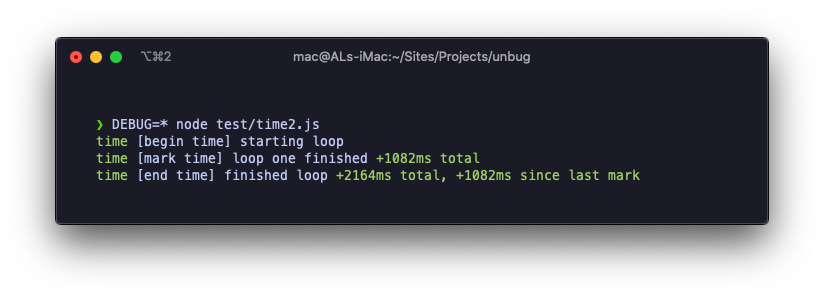 ⌥⌘2 mac@ALs-iMac:~/Sites/Projects/unbug
❯ DEBUG=* node test/time2.js
time [begin time] starting loop
time [mark time] loop one finished +1082ms total
time [end time] finished loop +2164ms total, +1082ms since last mark